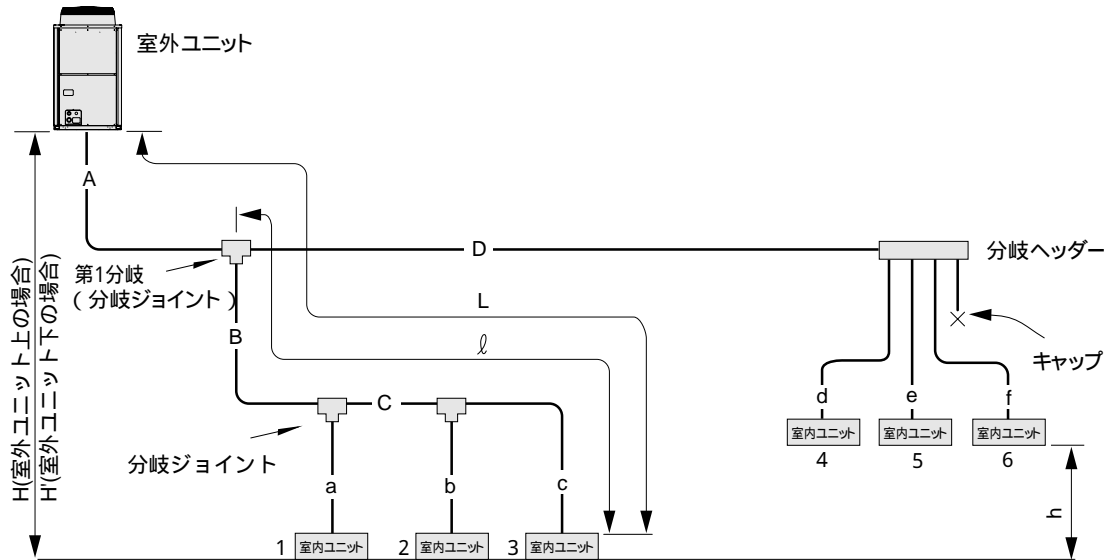 室外ユニット
A
D
分岐ヘッダー
第1分岐
( 分岐ジョイント )
L
ℓ
B
キャップ
C
d
e
f
室内ユニット
室内ユニット
室内ユニット
4
5
6
分岐ジョイント
a
b
c
h
1
室内ユニット
2
室内ユニット
3
室内ユニット
H(室外ユニット上の場合)
H'(室外ユニット下の場合)